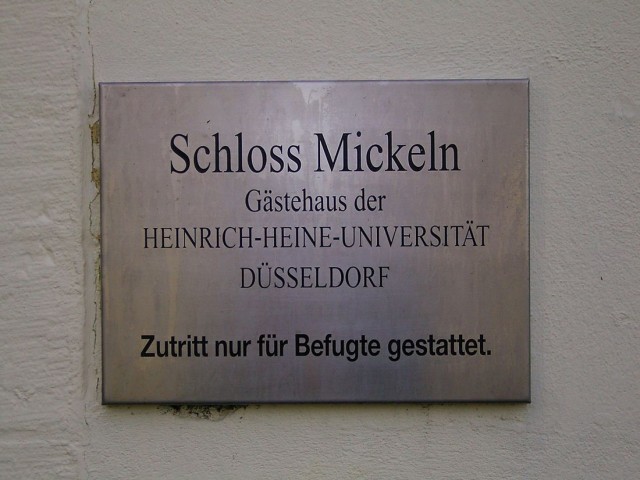 Schloss Mickeln
Gästehaus der
HEINRICH-HEINE-UNIVERSITÄT
DÜSSELDORF
Zutritt nur für Befugte gestattet.